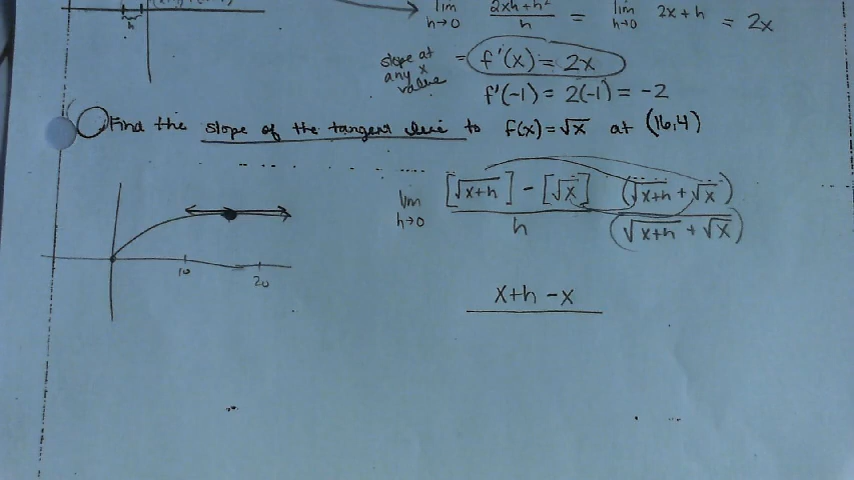 lim h→0 2xh+h² / h = lim h→0 2x+h = 2x
slope at any x value = f'(x) = 2x
f'(-1) = 2(-1) = -2
Find the slope of the tangent line to f(x)=√x at (16,4)
lim h→0 [√x+h] - [√x] / h (√x+h + √x) / (√x+h + √x)
10 20
x+h-x